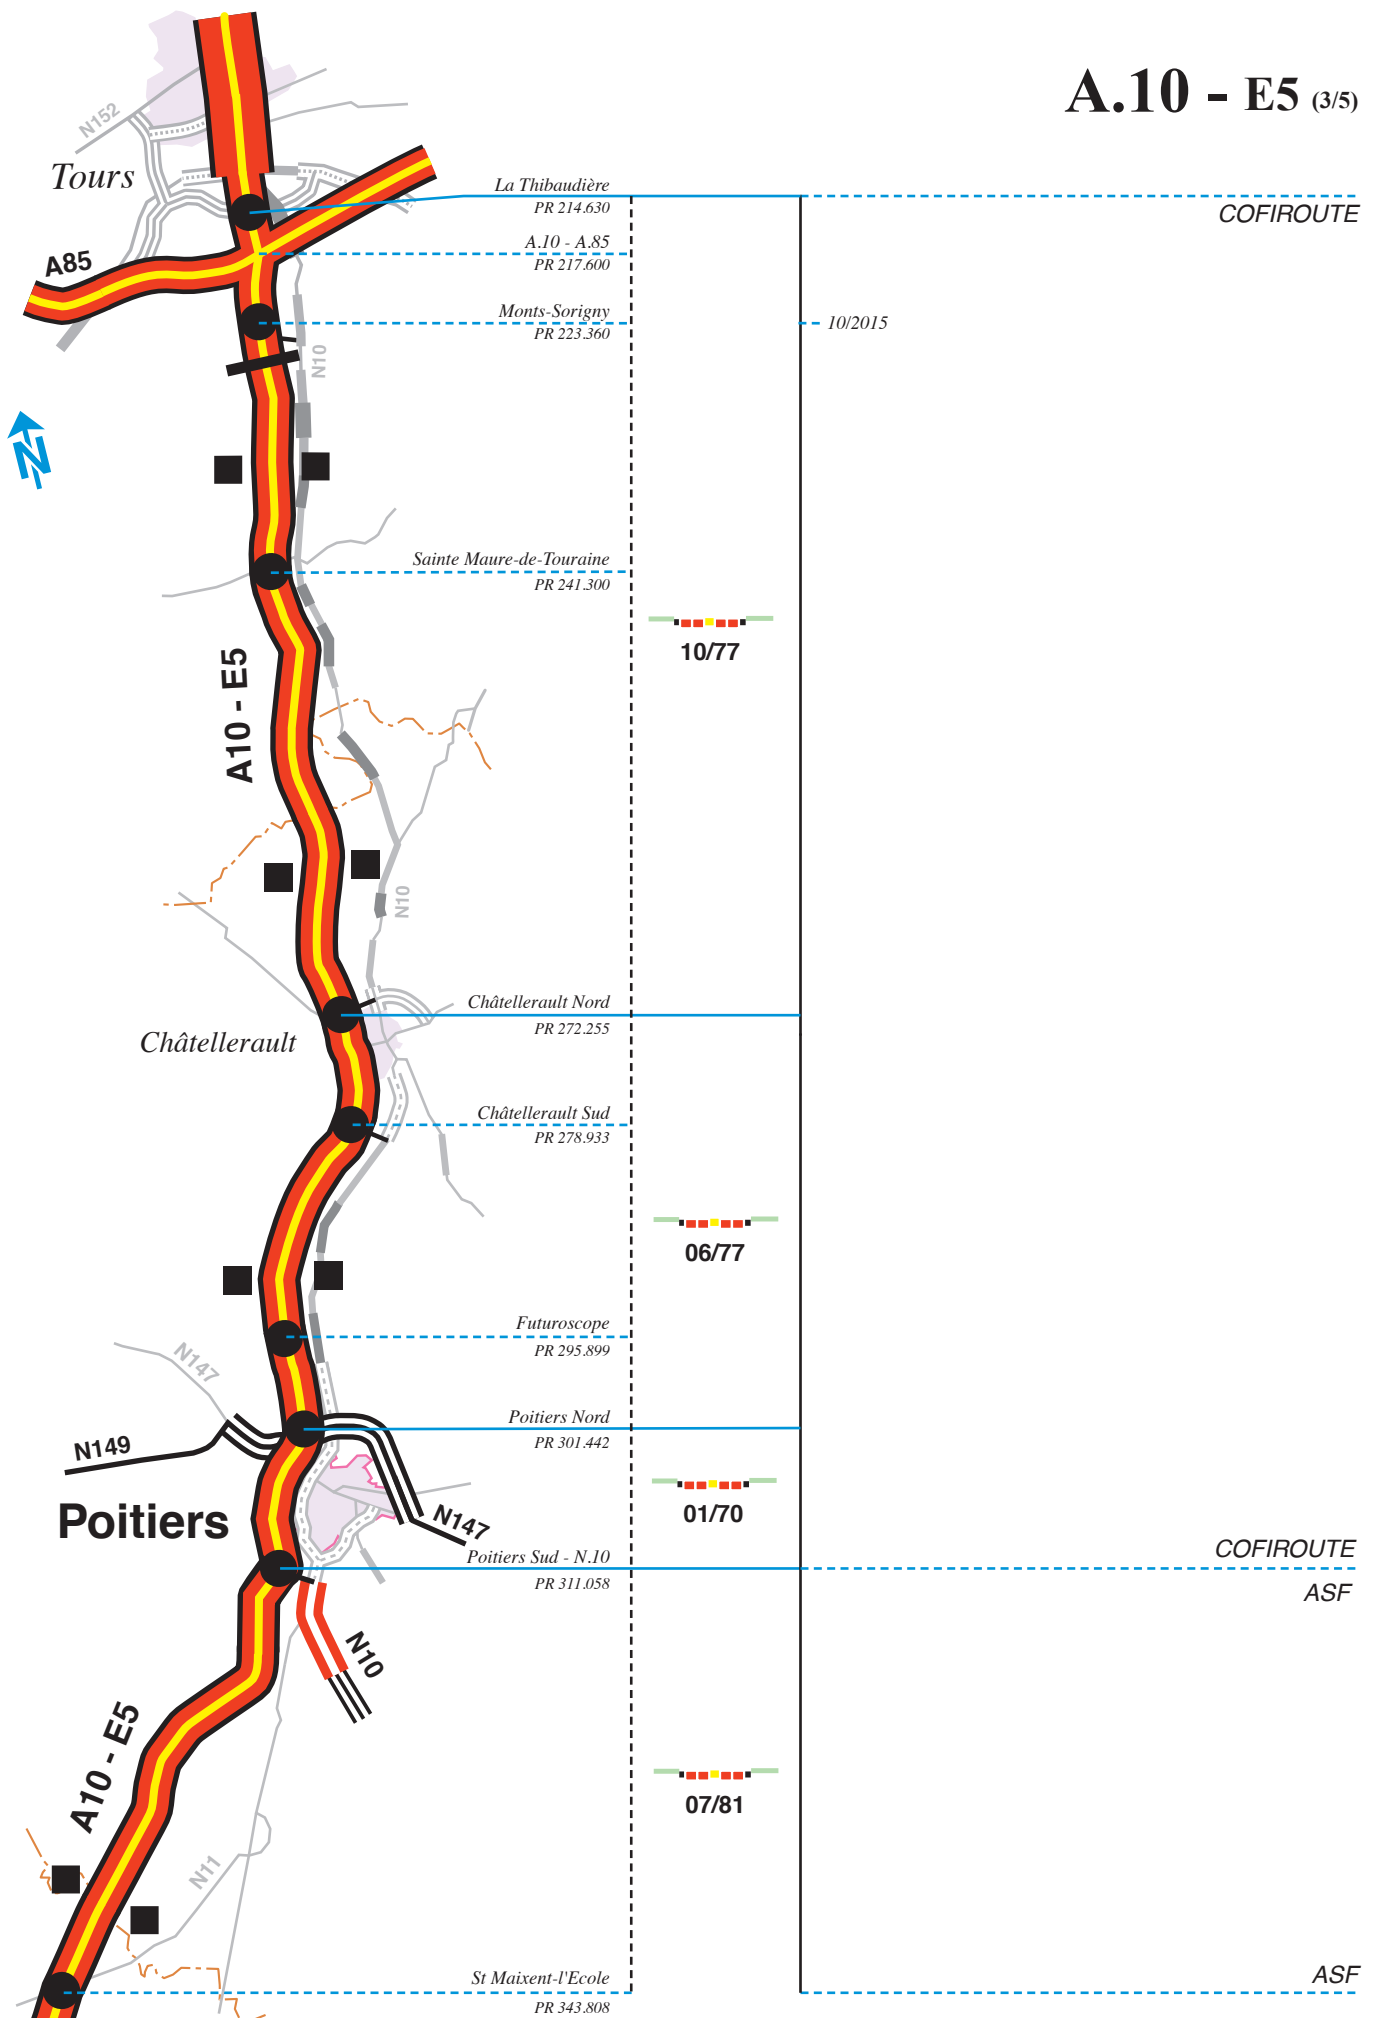 A.10 - E5 (3/5)
N152
Tours
La Thibaudière
PR 214.630
COFIROUTE
A.10 - A.85
PR 217.600
A85
Monts-Sorigny
PR 223.360
10/2015
N10
N
Sainte Maure-de-Touraine
PR 241.300
10/77
A10 - E5
N10
Châtellerault Nord
PR 272.255
Châtellerault
Châtellerault Sud
PR 278.933
06/77
Futuroscope
PR 295.899
N147
Poitiers Nord
PR 301.442
N149
01/70
Poitiers
N147
Poitiers Sud - N.10
PR 311.058
COFIROUTE
ASF
N10
A10 - E5
07/81
N11
St Maixent-l'Ecole
PR 343.808
ASF